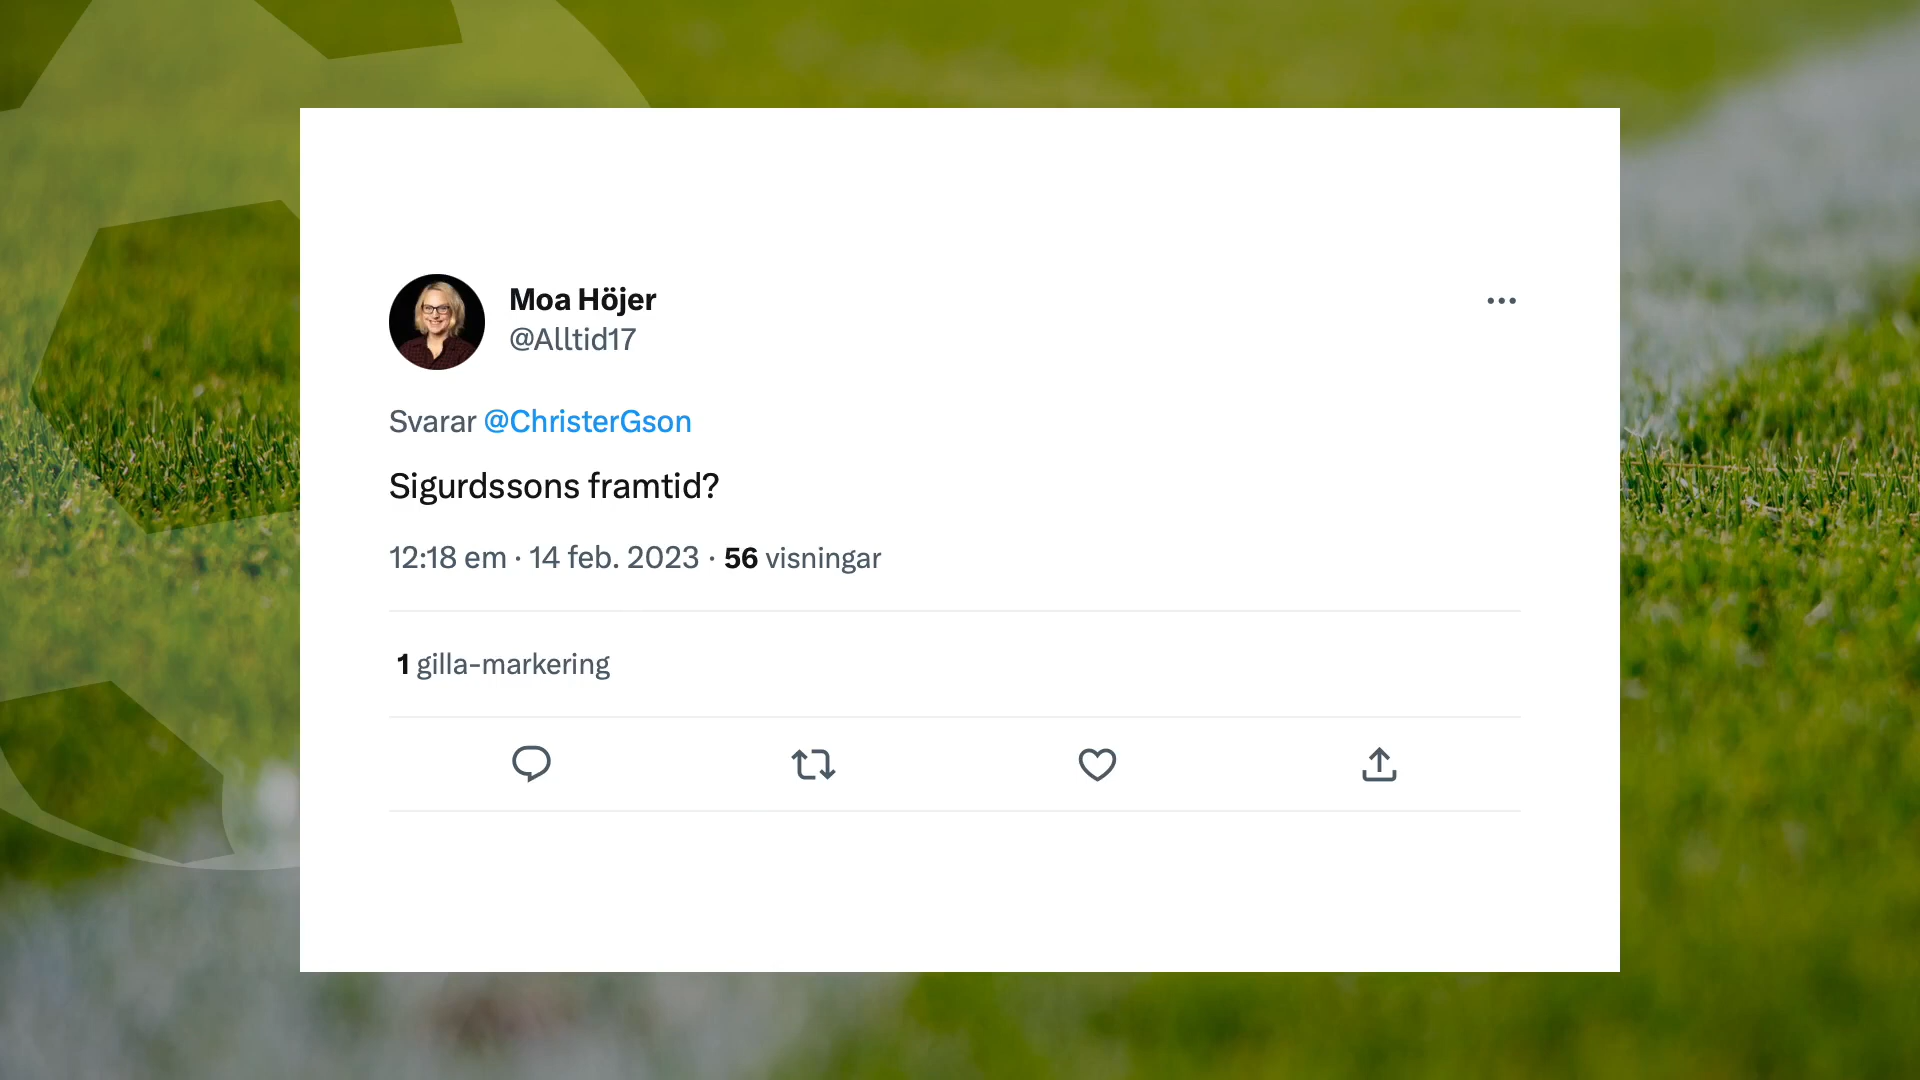 Moa Höjer
@Alltid17
Svarar @ChristerGson
Sigurdssons framtid?
12:18 em · 14 feb. 2023 · 56 visningar
1 gilla-markering